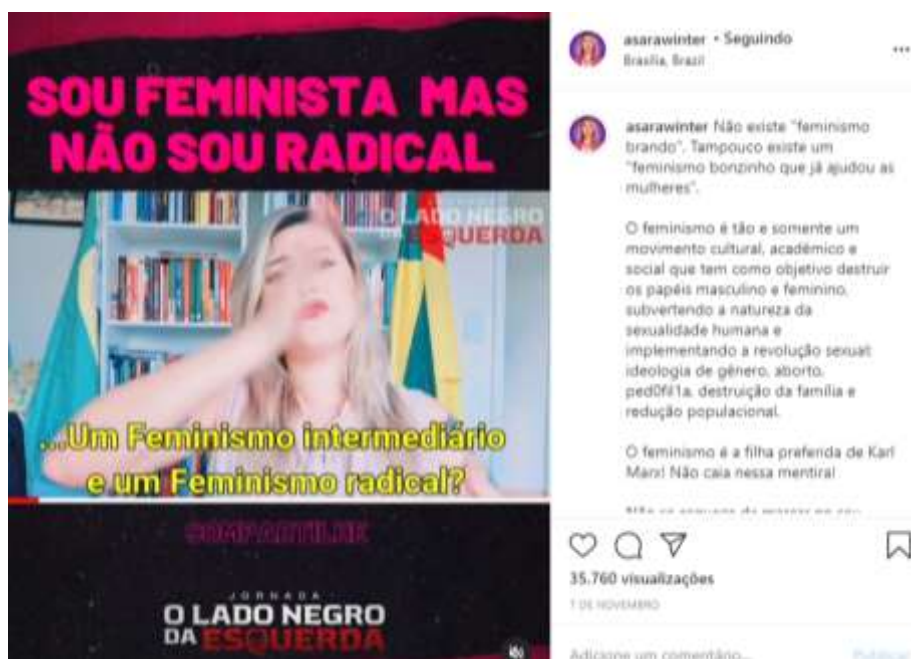 SOU FEMINISTA MAS
NÃO SOU RADICAL
O LADO NEGRO
DA ESQUERDA
...Um Feminismo intermediário
e um Feminismo radical?
COMPARTILHE
JORNADA
O LADO NEGRO
DA ESQUERDA
asarawinter • Seguindo
Brasília, Brazil
asarawinter Não existe "feminismo
brando". Tampouco existe um
"feminismo bonzinho que já ajudou as
mulheres".
O feminismo é tão e somente um
movimento cultural, acadêmico e
social que tem como objetivo destruir
os papéis masculino e feminino,
subvertendo a natureza da
sexualidade humana e
implementando a revolução sexual:
ideologia de gênero, aborto,
ped0fil1a, destruição da família e
redução populacional.
O feminismo é a filha preferida de Karl
Marx! Não caia nessa mentira!
35.760 visualizações
DE NOVEMBRO
Adicione um comentário...
Publicar